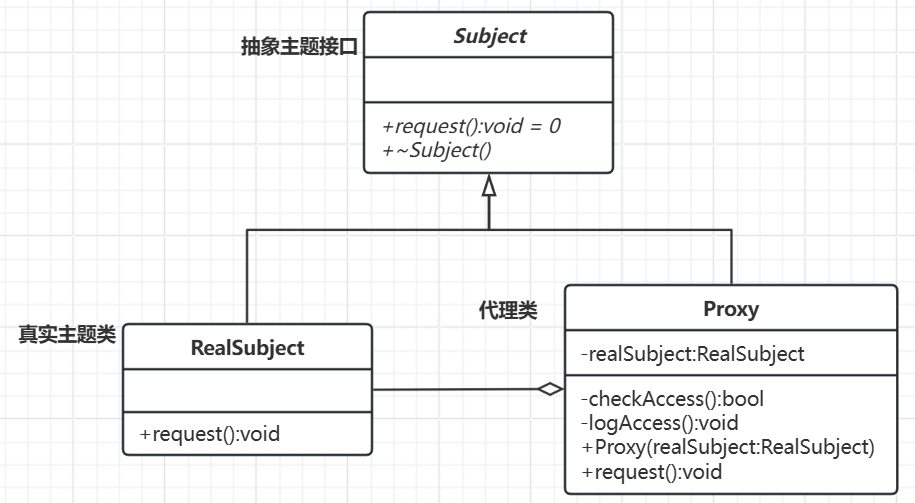 抽象主题接口
Subject
+request():void = 0
+~Subject()
真实主题类
RealSubject
+request():void
代理类
Proxy
-realSubject:RealSubject
-checkAccess():bool
-logAccess():void
+Proxy(realSubject:RealSubject)
+request():void